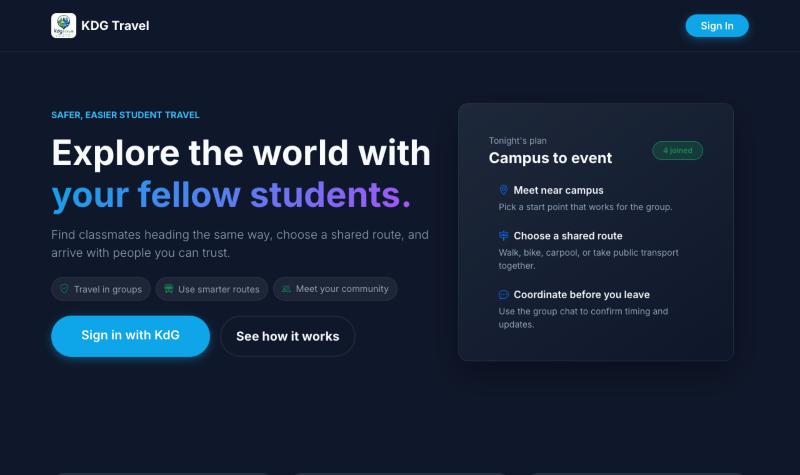 KDG Travel
Sign In
SAFER, EASIER STUDENT TRAVEL
Explore the world with
your fellow students.
Find classmates heading the same way, choose a shared route, and
arrive with people you can trust.
Travel in groups
Use smarter routes
Meet your community
Sign in with KdG
See how it works
Tonight's plan
Campus to event
4 joined
Meet near campus
Pick a start point that works for the group.
Choose a shared route
Walk, bike, carpool, or take public transport
together.
Coordinate before you leave
Use the group chat to confirm timing and
updates.